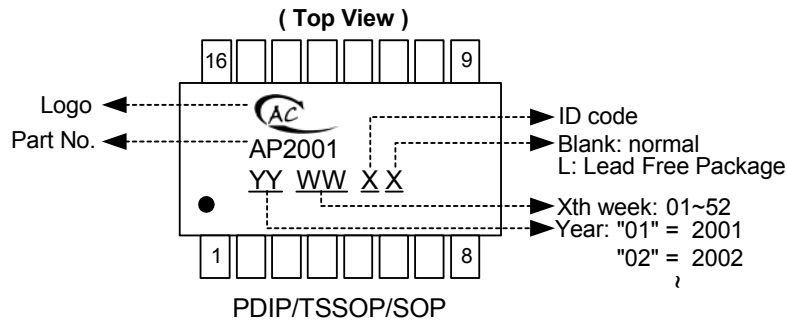 ( Top View )
16 9
Logo
AC
ID code
Part No.
AP2001
Blank: normal
L: Lead Free Package
YY WW X X
Xth week: 01~52
Year: "01" = 2001
"02" = 2002
~
1 8
PDIP/TSSOP/SOP